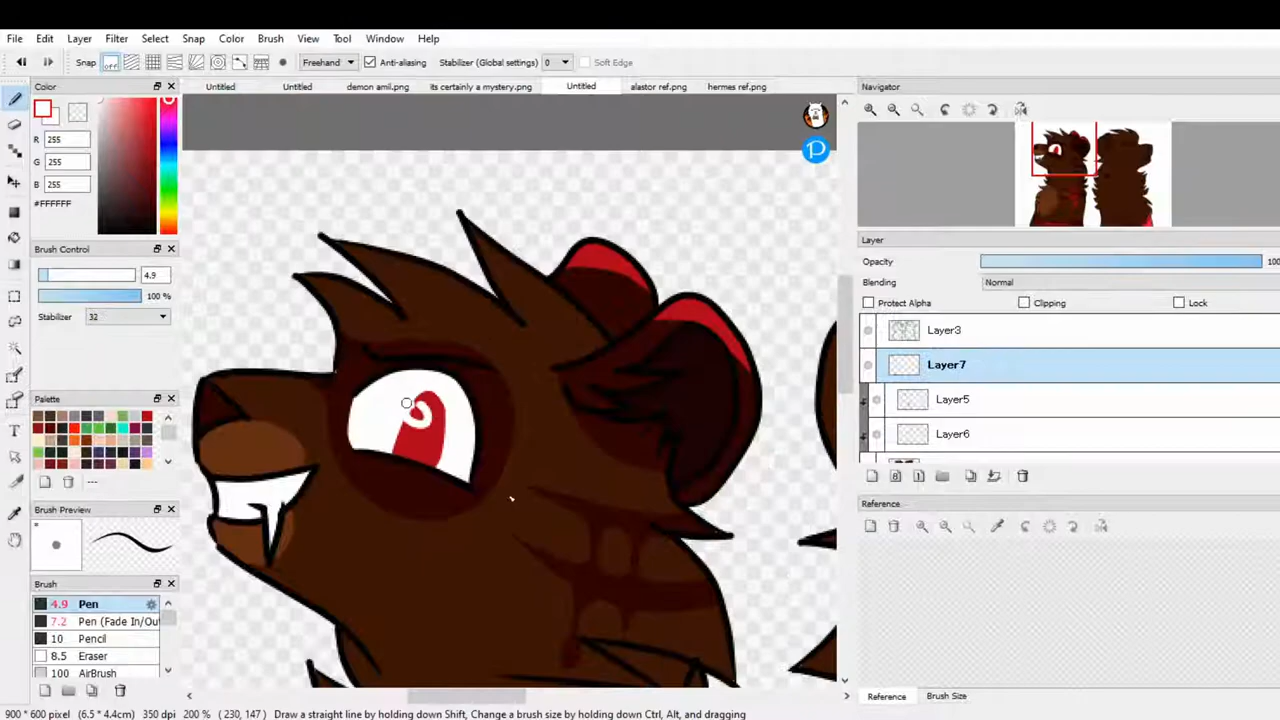 File Edit Layer Filter Select Snap Color Brush View Tool Window Help
Snap off Freehand Anti-aliasing Stabilizer (Global settings) 0 Soft Edge
Color
Untitled Untitled demon amil.png its certainly a mystery.png Untitled alastor ref.png hermes ref.png
Navigator
R 255
G 255
B 255
#FFFFFF
Brush Control
4.9
100 %
Stabilizer 32
Palette
---
Brush Preview
Brush
4.9 Pen
7.2 Pen (Fade In/Out
10 Pencil
8.5 Eraser
100 AirBrush
Layer
Opacity 100
Blending Normal
Protect Alpha Clipping Lock
Layer3
Layer7
Layer5
Layer6
Reference
Reference Brush Size
900 * 600 pixel (6.5 * 4.4cm) 350 dpi 200 % ( 230, 147 ) Draw a straight line by holding down Shift, Change a brush size by holding down Ctrl, Alt, and dragging